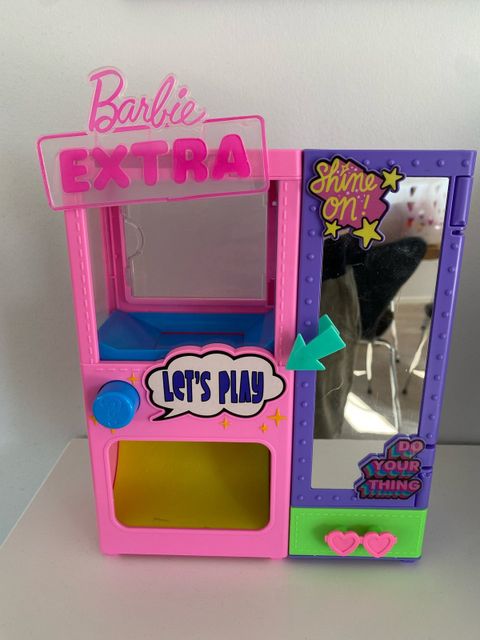 Barbie
EXTRA
Shine
on!
LET'S PLAY
DO
YOUR
THING